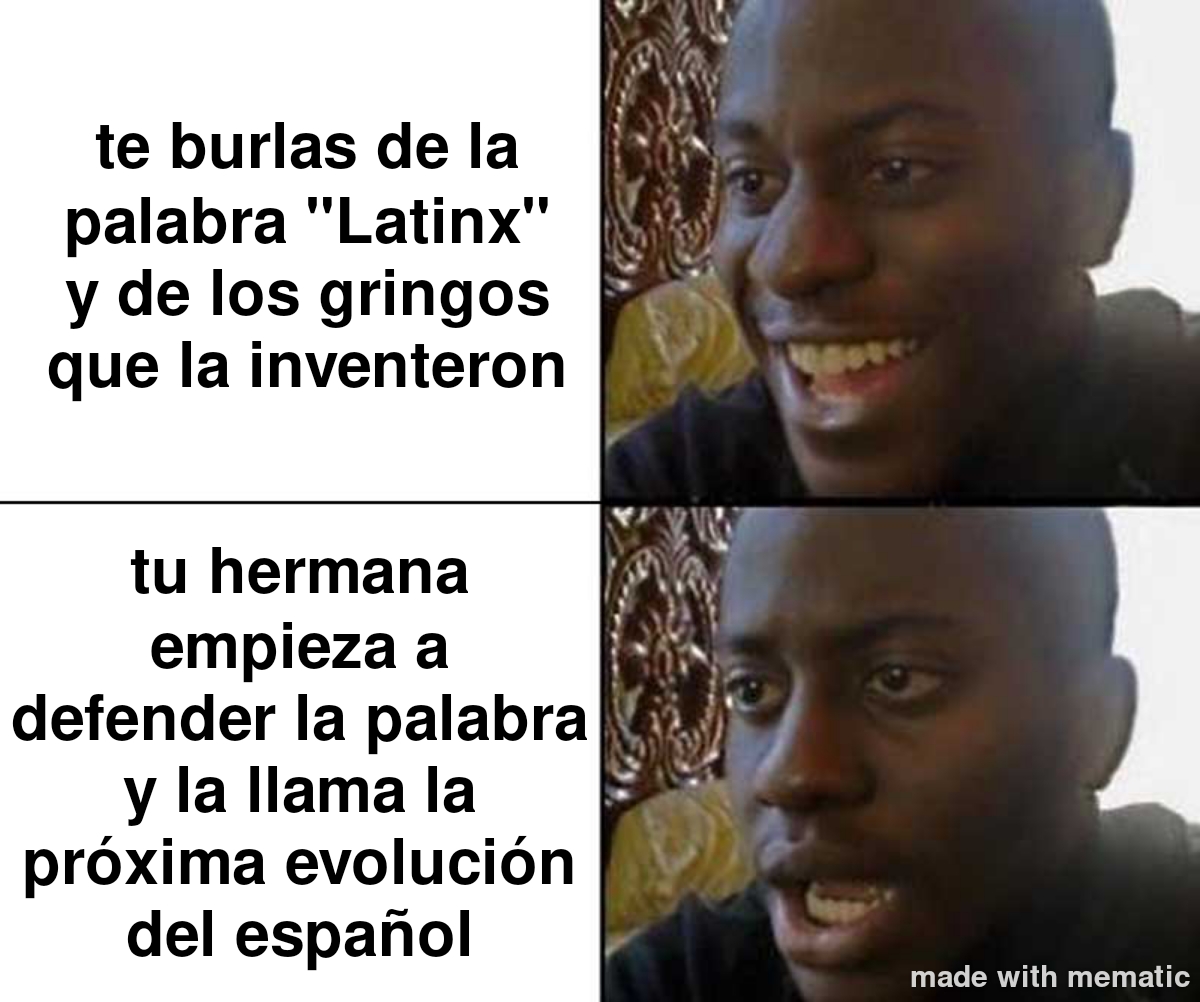 te burlas de la
palabra "Latinx"
y de los gringos
que la inventeron
tu hermana
empieza a
defender la palabra
y la llama la
próxima evolución
del español
made with mematic